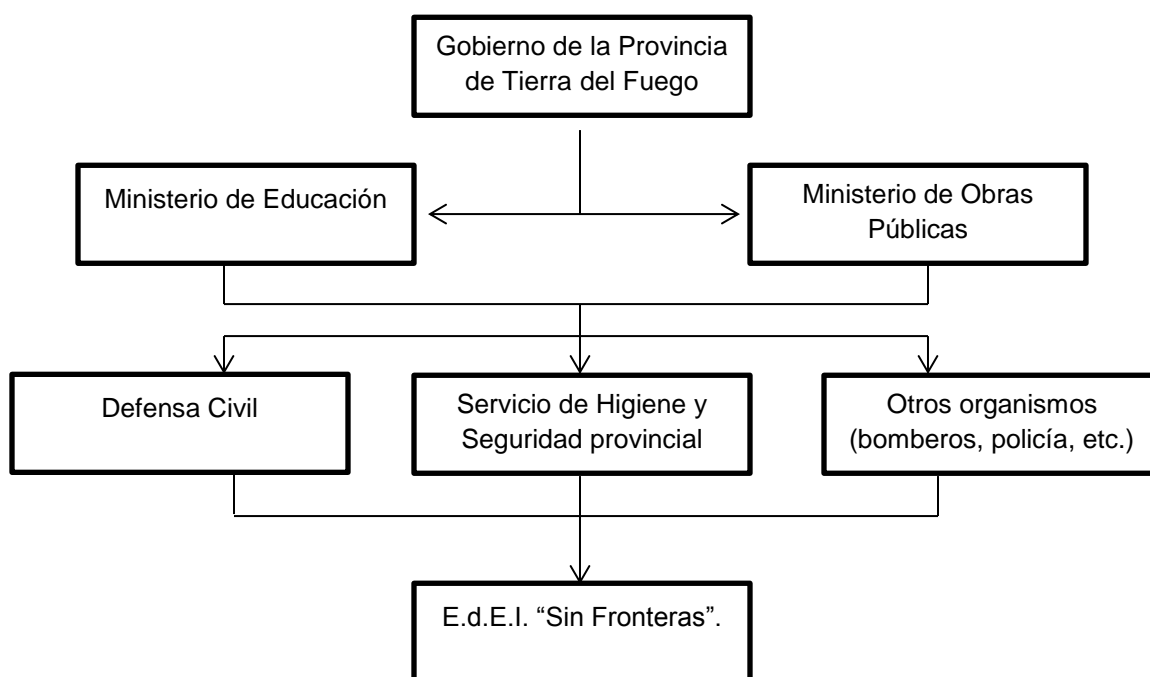 Gobierno de la Provincia
de Tierra del Fuego
Ministerio de Educación
Ministerio de Obras
Públicas
Defensa Civil
Servicio de Higiene y
Seguridad provincial
Otros organismos
(bomberos, policía, etc.)
E.d.E.I. “Sin Fronteras”.